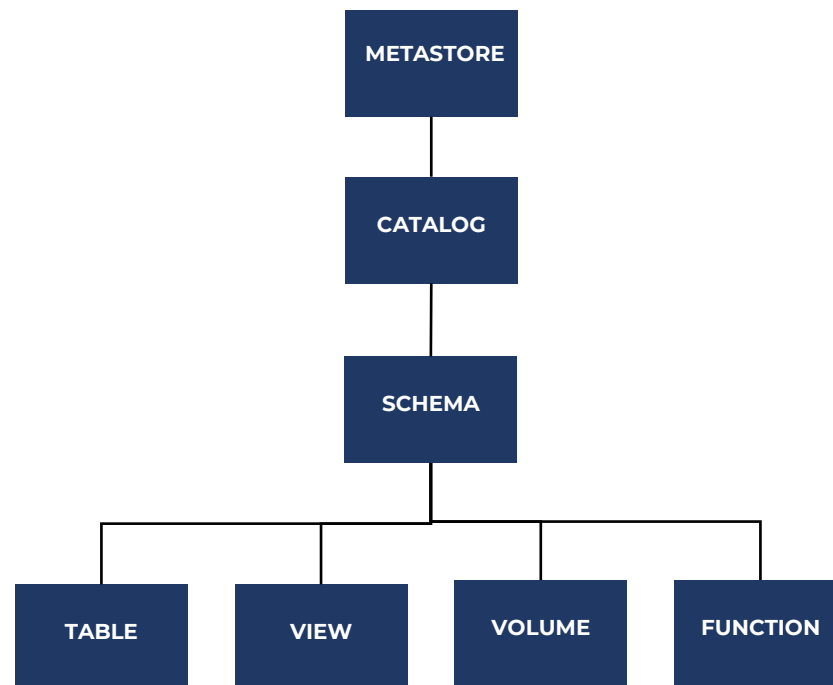 METASTORE
CATALOG
SCHEMA
TABLE
VIEW
VOLUME
FUNCTION